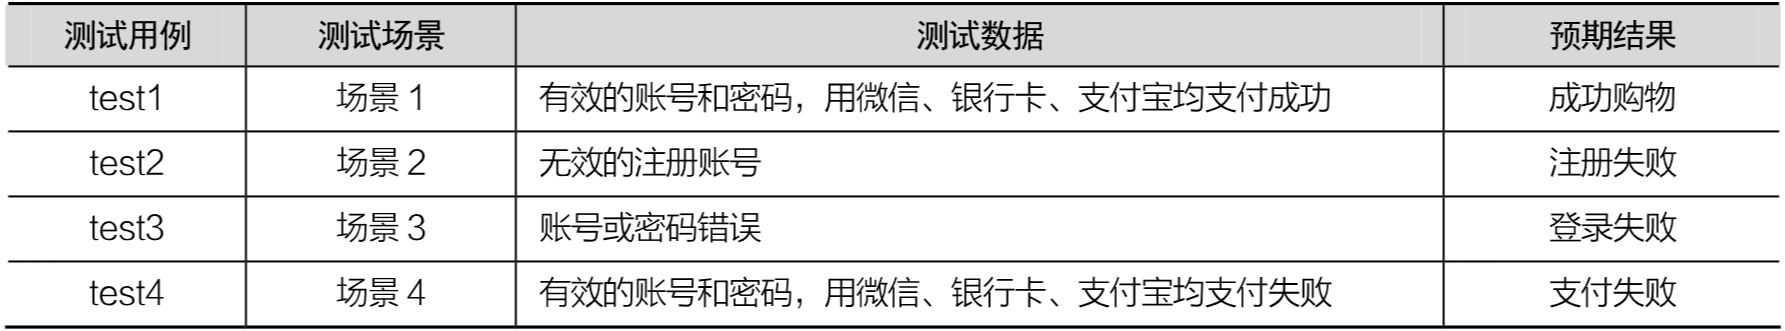 测试用例 测试场景 测试数据 预期结果
test1 场景 1 有效的账号和密码，用微信、银行卡、支付宝均支付成功 成功购物
test2 场景 2 无效的注册账号 注册失败
test3 场景 3 账号或密码错误 登录失败
test4 场景 4 有效的账号和密码，用微信、银行卡、支付宝均支付失败 支付失败